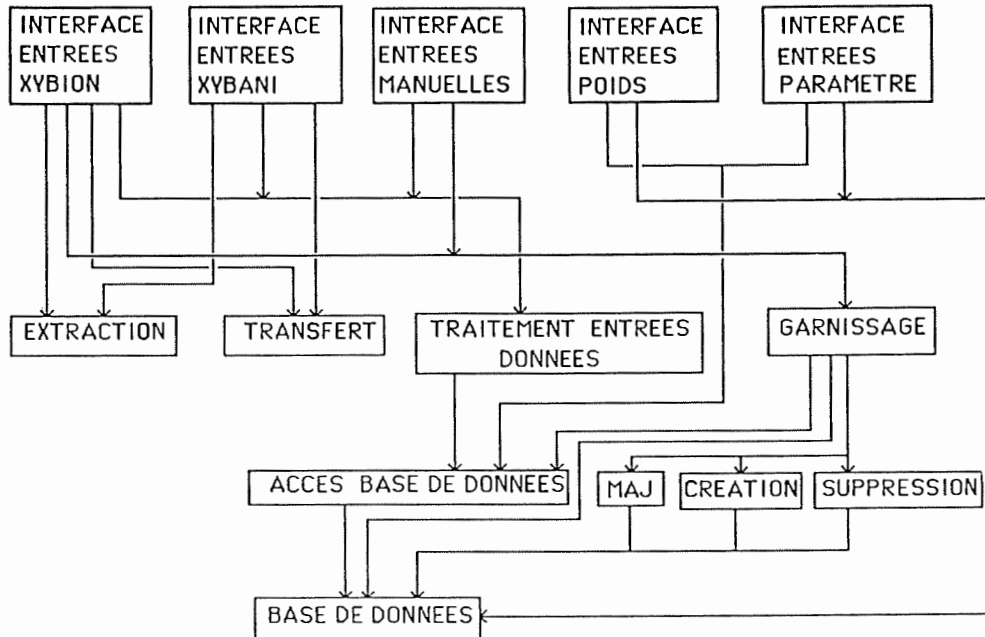 INTERFACE
ENTREES
XYBION
INTERFACE
ENTREES
XYBANI
INTERFACE
ENTREES
MANUELLES
INTERFACE
ENTREES
POIDS
INTERFACE
ENTREES
PARAMETRE
EXTRACTION
TRANSFERT
TRAITEMENT ENTREES
DONNEES
GARNISSAGE
ACCES BASE DE DONNEES
MAJ
CREATION
SUPPRESSION
BASE DE DONNEES